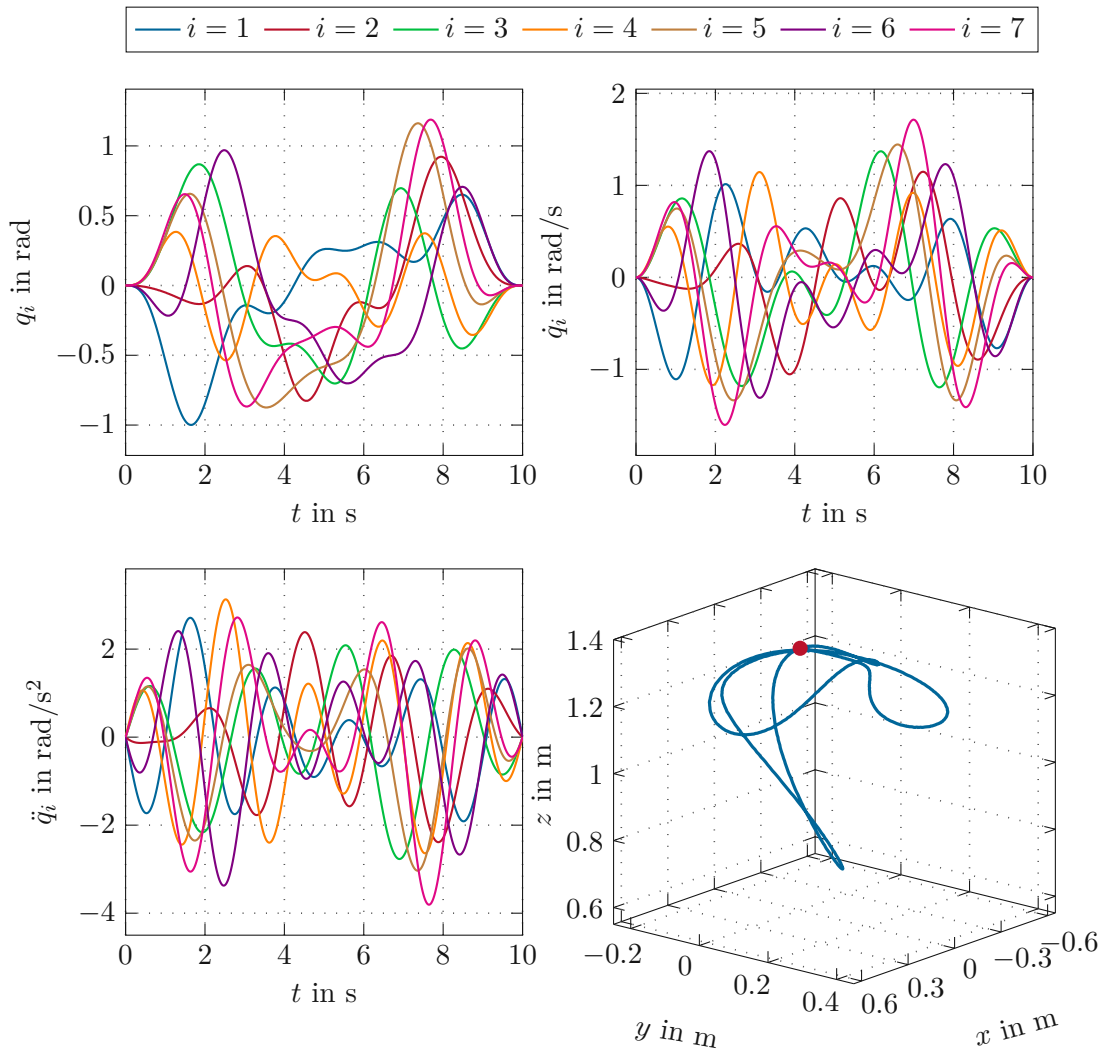 i = 1 i = 2 i = 3 i = 4 i = 5 i = 6 i = 7
1
0.5
0
−0.5
−1
q_i in rad
0 2 4 6 8 10
t in s
2
1
0
−1
q̇_i in rad/s
0 2 4 6 8 10
t in s
2
0
−2
−4
q̈_i in rad/s²
0 2 4 6 8 10
t in s
1.4
1.2
1
0.8
0.6
z in m
−0.2 0 0.2 0.4
y in m
0.6 0.3 0 −0.3 −0.6
x in m